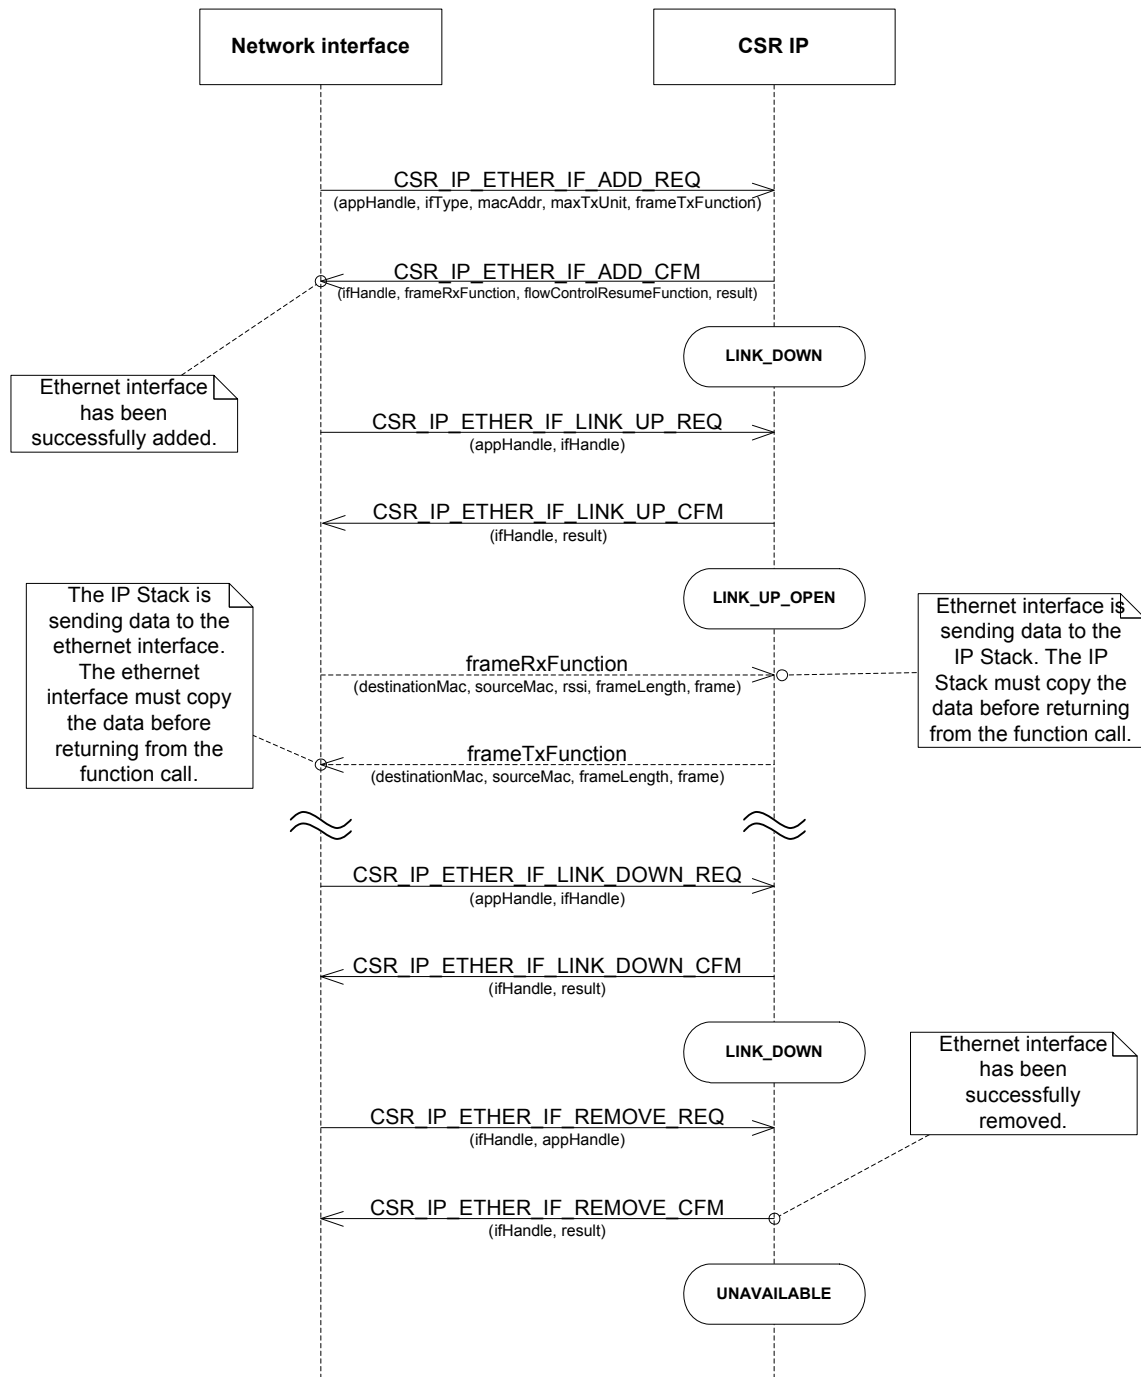 Network interface
CSR IP
CSR_IP_ETHER_IF_ADD_REQ
(appHandle, ifType, macAddr, maxTxUnit, frameTxFunction)
CSR_IP_ETHER_IF_ADD_CFM
(ifHandle, frameRxFunction, flowControlResumeFunction, result)
LINK_DOWN
Ethernet interface
has been
successfully added.
CSR_IP_ETHER_IF_LINK_UP_REQ
(appHandle, ifHandle)
CSR_IP_ETHER_IF_LINK_UP_CFM
(ifHandle, result)
LINK_UP_OPEN
The IP Stack is
sending data to the
ethernet interface.
The ethernet
interface must copy
the data before
returning from the
function call.
Ethernet interface is
sending data to the
IP Stack. The IP
Stack must copy the
data before returning
from the function call.
frameRxFunction
(destinationMac, sourceMac, rssi, frameLength, frame)
frameTxFunction
(destinationMac, sourceMac, frameLength, frame)
CSR_IP_ETHER_IF_LINK_DOWN_REQ
(appHandle, ifHandle)
CSR_IP_ETHER_IF_LINK_DOWN_CFM
(ifHandle, result)
LINK_DOWN
Ethernet interface
has been
successfully
removed.
CSR_IP_ETHER_IF_REMOVE_REQ
(ifHandle, appHandle)
CSR_IP_ETHER_IF_REMOVE_CFM
(ifHandle, result)
UNAVAILABLE